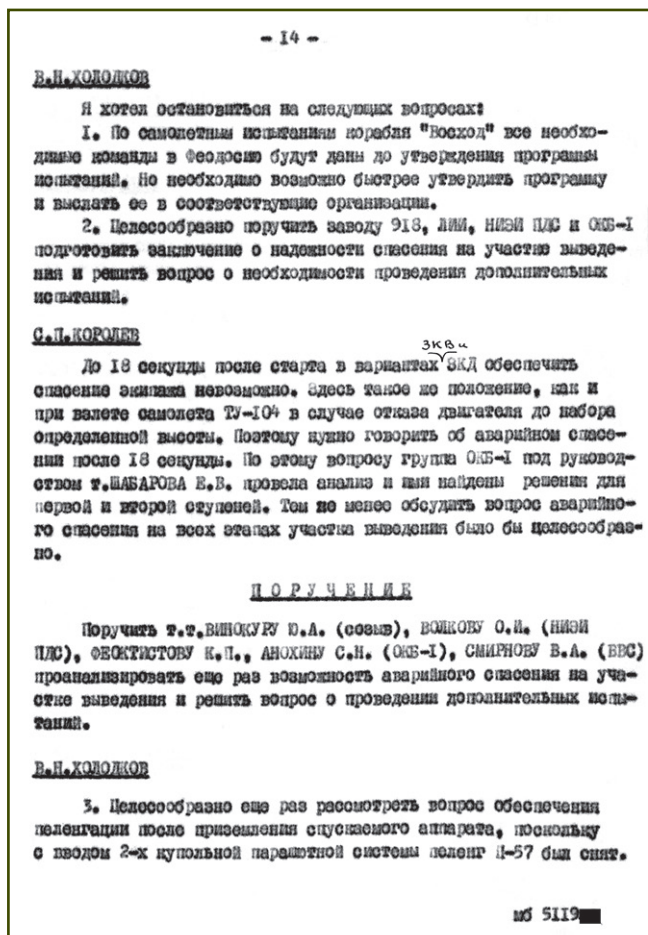 - I4 -
В.Н.ХОЛОДКОВ
Я хотел остановиться на следующих вопросах:
1. По самолетным испытаниям корабля "Восход" все необхо-
димые команды в Феодосию будут даны до утверждения программы
испытаний. Но необходимо возможно быстрее утвердить программу
и выслать ее в соответствующие организации.
2. Целесообразно поручить заводу 918, ЛИИ, НИЭИ ПДС и ОКБ-I
подготовить заключение о надежности спасения на участке выведе-
ния и решить вопрос о необходимости проведения дополнительных
испытаний.
С.П.КОРОЛЕВ
3КВ и
До 18 секунды после старта в вариантах 3КД обеспечить
спасение экипажа невозможно. Здесь такое же положение, как и
при взлете самолета ТУ-104 в случае отказа двигателя до набора
определенной высоты. Поэтому нужно говорить об аварийном спасе-
нии после 18 секунды. По этому вопросу группа ОКБ-I под руковод-
ством т.ШАБАРОВА Е.В. провела анализ и ими найдены решения для
первой и второй ступеней. Тем не менее обсудить вопрос аварийно-
го спасения на всех этапах участка выведения было бы целесообраз-
но.
П О Р У Ч Е Н И Е
Поручить т.т.ВИНОКУРУ Ю.А. (созыв), ВОЛКОВУ О.И. (НИЭИ
ПДС), ФЕОКТИСТОВУ К.П., АНОХИНУ С.Н. (ОКБ-I), СМИРНОВУ В.А. (ВВС)
проанализировать еще раз возможность аварийного спасения на уча-
стке выведения и решить вопрос о проведении дополнительных испы-
таний.
В.Н.ХОЛОДКОВ
3. Целесообразно еще раз рассмотреть вопрос обеспечения
пеленгации после приземления спускаемого аппарата, поскольку
с вводом 2-х купольной парашютной системы пеленг П-57 был снят.
мб 5119